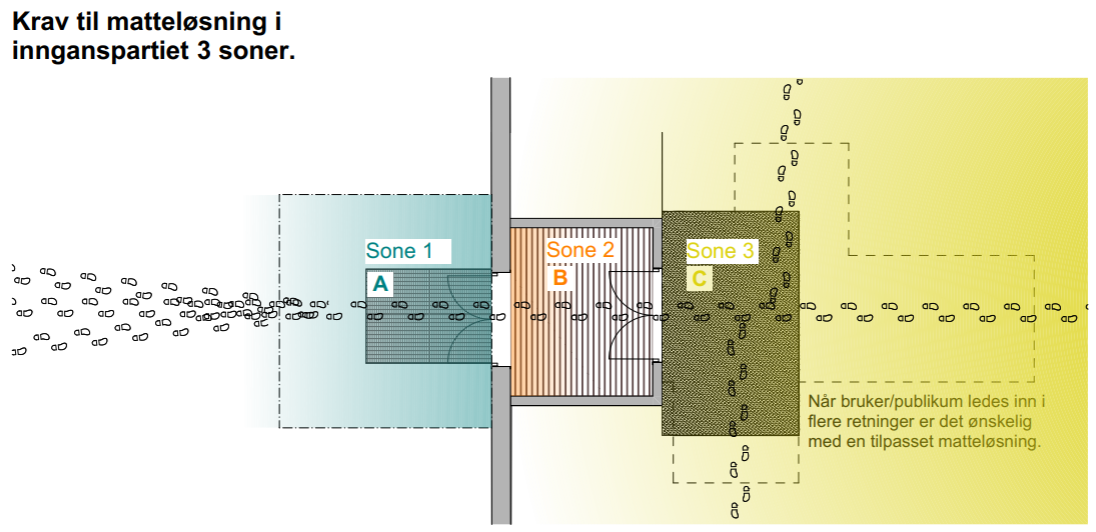 Krav til matteløsning i
innganspartiet 3 soner.
Sone 1
A
Sone 2
B
Sone 3
C
Når bruker/publikum ledes inn i
flere retninger er det ønskelig
med en tilpasset matteløsning.